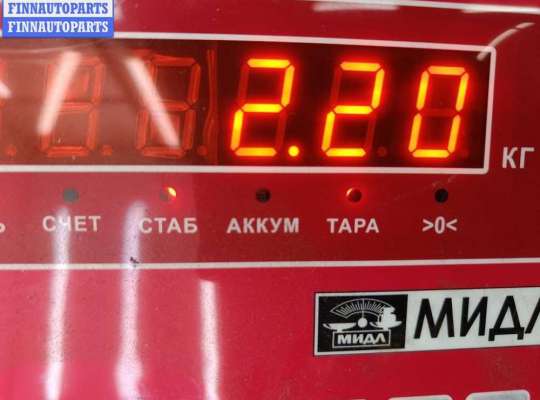 FINNAUTOPARTS
FINNAUTOPARTS
2.20
КГ
СЧЕТ СТАБ АККУМ ТАРА >0<
МИДЛ
МИДЛ